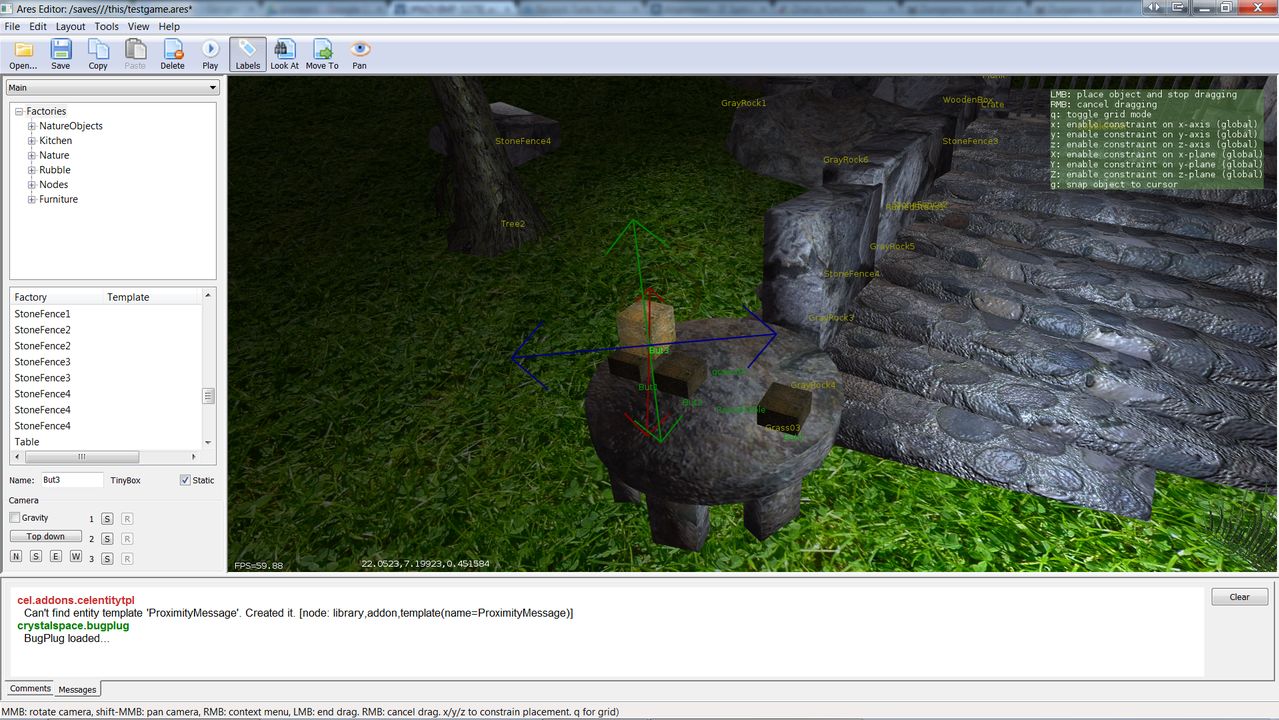 Ares Editor: /saves///this/testgame.ares*
File Edit Layout Tools View Help
Open... Save Copy Paste Delete Play Labels Look At Move To Pan
Main
Factories
NatureObjects
Kitchen
Nature
Rubble
Nodes
Furniture
Factory Template
StoneFence1
StoneFence2
StoneFence2
StoneFence3
StoneFence3
StoneFence4
StoneFence4
StoneFence4
Table
Name: But3 TinyBox Static
Camera
Gravity 1 S R
Top down 2 S R
N S E W 3 S R
GrayRock1
WoodenBox
Crate
StoneFence4
StoneFence3
GrayRock6
Tree2
GrayRock5
StoneFence4
GrayRock3
But3
But1
GrayRock4
But2
Grass03
LMB: place object and stop dragging
RMB: cancel dragging
q: toggle grid mode
x: enable constraint on x-axis (global)
y: enable constraint on y-axis (global)
z: enable constraint on z-axis (global)
X: enable constraint on x-plane (global)
Y: enable constraint on y-plane (global)
Z: enable constraint on z-plane (global)
g: snap object to cursor
FPS=59.88 22.0523,7.19923,0.451584
cel.addons.celentitytpl
Can't find entity template 'ProximityMessage'. Created it. [node: library,addon,template(name=ProximityMessage)]
crystalspace.bugplug
BugPlug loaded...
Clear
Comments Messages
MMB: rotate camera, shift-MMB: pan camera, RMB: context menu, LMB: end drag. RMB: cancel drag. x/y/z to constrain placement. q for grid)